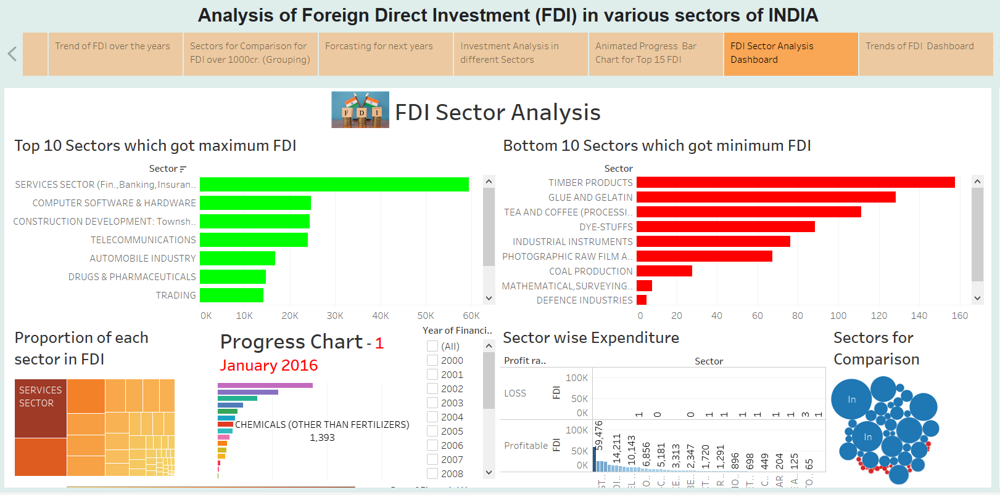 Analysis of Foreign Direct Investment (FDI) in various sectors of INDIA
Trend of FDI over the years
Sectors for Comparison for
FDI over 1000cr. (Grouping)
Forcasting for next years
Investment Analysis in
different Sectors
Animated Progress Bar
Chart for Top 15 FDI
FDI Sector Analysis
Dashboard
Trends of FDI Dashboard
F D I
FDI Sector Analysis
Top 10 Sectors which got maximum FDI
Sector
SERVICES SECTOR (Fin.,Banking,Insuran..
COMPUTER SOFTWARE & HARDWARE
CONSTRUCTION DEVELOPMENT: Townsh..
TELECOMMUNICATIONS
AUTOMOBILE INDUSTRY
DRUGS & PHARMACEUTICALS
TRADING
0K 10K 20K 30K 40K 50K 60K
Bottom 10 Sectors which got minimum FDI
Sector
TIMBER PRODUCTS
GLUE AND GELATIN
TEA AND COFFEE (PROCESSI..
DYE-STUFFS
INDUSTRIAL INSTRUMENTS
PHOTOGRAPHIC RAW FILM A..
COAL PRODUCTION
MATHEMATICAL,SURVEYING..
DEFENCE INDUSTRIES
0 20 40 60 80 100 120 140 160
Proportion of each
sector in FDI
SERVICES
SECTOR
Progress Chart - 1
January 2016
CHEMICALS (OTHER THAN FERTILIZERS)
1,393
Year of Financi..
(All)
2000
2001
2002
2003
2004
2005
2006
2007
2008
Sector wise Expenditure
Profit ra..
Sector
LOSS
FDI
100K
50K
0K
1 0 0 1 1 1 1 1 3 1
Profitable
FDI
100K
50K
0K
59,476 14,211 10,143 6,856 5,181 3,313 2,347 1,720 1,291 896 698 449 204 125 65
Sectors for
Comparison
In
In